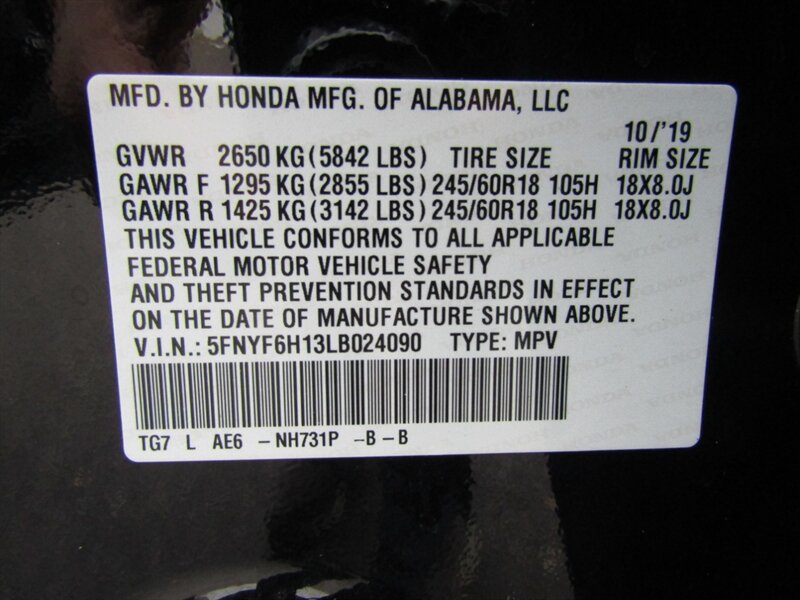 MFD. BY HONDA MFG. OF ALABAMA, LLC
10/'19
GVWR 2650 KG (5842 LBS) TIRE SIZE RIM SIZE
GAWR F 1295 KG (2855 LBS) 245/60R18 105H 18X8.0J
GAWR R 1425 KG (3142 LBS) 245/60R18 105H 18X8.0J
THIS VEHICLE CONFORMS TO ALL APPLICABLE
FEDERAL MOTOR VEHICLE SAFETY
AND THEFT PREVENTION STANDARDS IN EFFECT
ON THE DATE OF MANUFACTURE SHOWN ABOVE.
V.I.N.: 5FNYF6H13LB024090 TYPE: MPV
TG7 L AE6 -NH731P -B -B